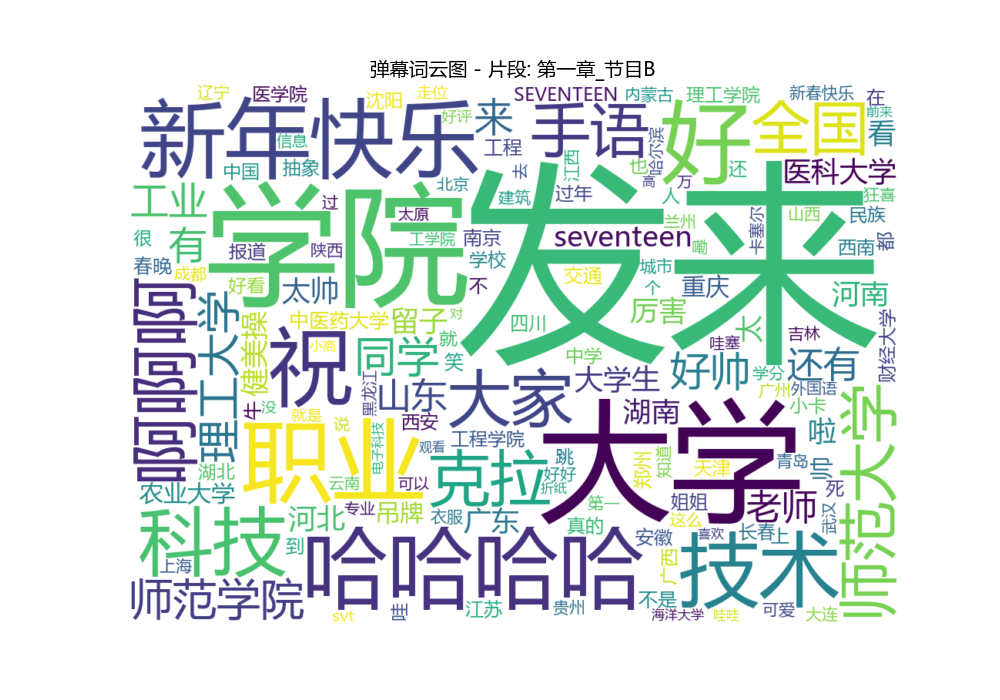 弹幕词云图 - 片段: 第一章_节目B
辽宁 医学院 沈阳 走位 SEVENTEEN 内蒙古 理工学院 新春快乐 在
新年快乐 好评 来 手语 好 全国 前来 看
信息 中国 抽象 工程 去 江西 哈尔滨 也 还 医科大学
工业 学院 北京 高 万 狂喜
发来
过 太原 建筑 过年 人 卡塞尔 山西 民族
很 有 报道 陕西 工学院 南京 seventeen 兰州 嘞 西南 都
春晚 成都 好看 太帅 学校 不 交通 城市 个 重庆 河南
啊啊啊啊 理工大学 健美操 中医药大学 留子 就 四川 厉害 太 吉林 财经大学
祝 小高 对 同学 笑 中学 好帅 哇塞 还有
牛 没 黑龙江 山东 大家 大学生 学分 广州 外国语
就是 说 西安 大学 湖南 小卡 啦
职业 电子科技 观看 工程学院 跳 知道 师范大学
湖北 云南 可以 克拉 好好 郑州 天津 青岛 帅
农业大学 专业 吊牌 衣服 广东 折纸 第一 姐姐 老师 死
科技 河北 到 真的 这么 长春 上 武汉
上海 哈哈哈哈 安徽 广西 喜欢 技术
师范学院 svt 哇 江苏 贵州 不是 海洋大学 哇哇 可爱 大连